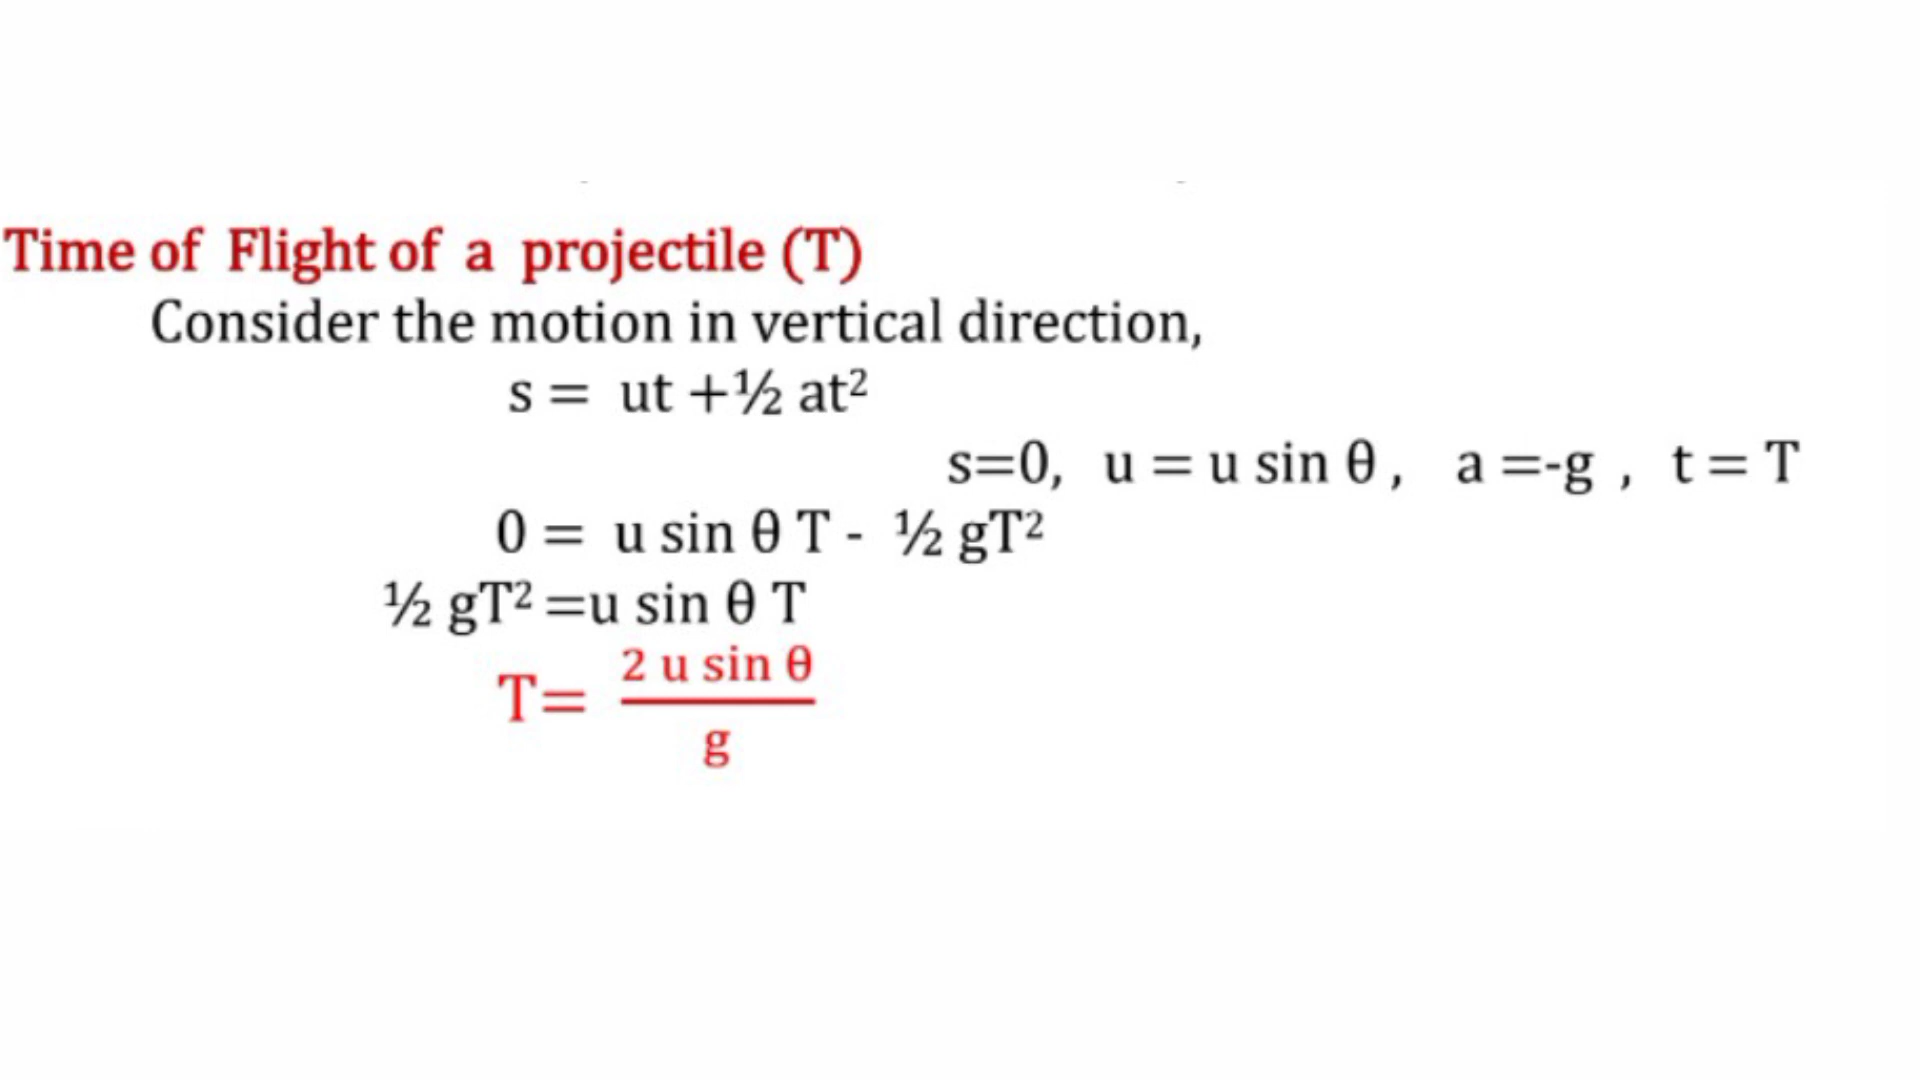 Time of Flight of a projectile (T)
Consider the motion in vertical direction,
s = ut +½ at²
s=0, u = u sin θ , a =-g , t = T
0 = u sin θ T - ½ gT²
½ gT² =u sin θ T
T= 2 u sin θ
g